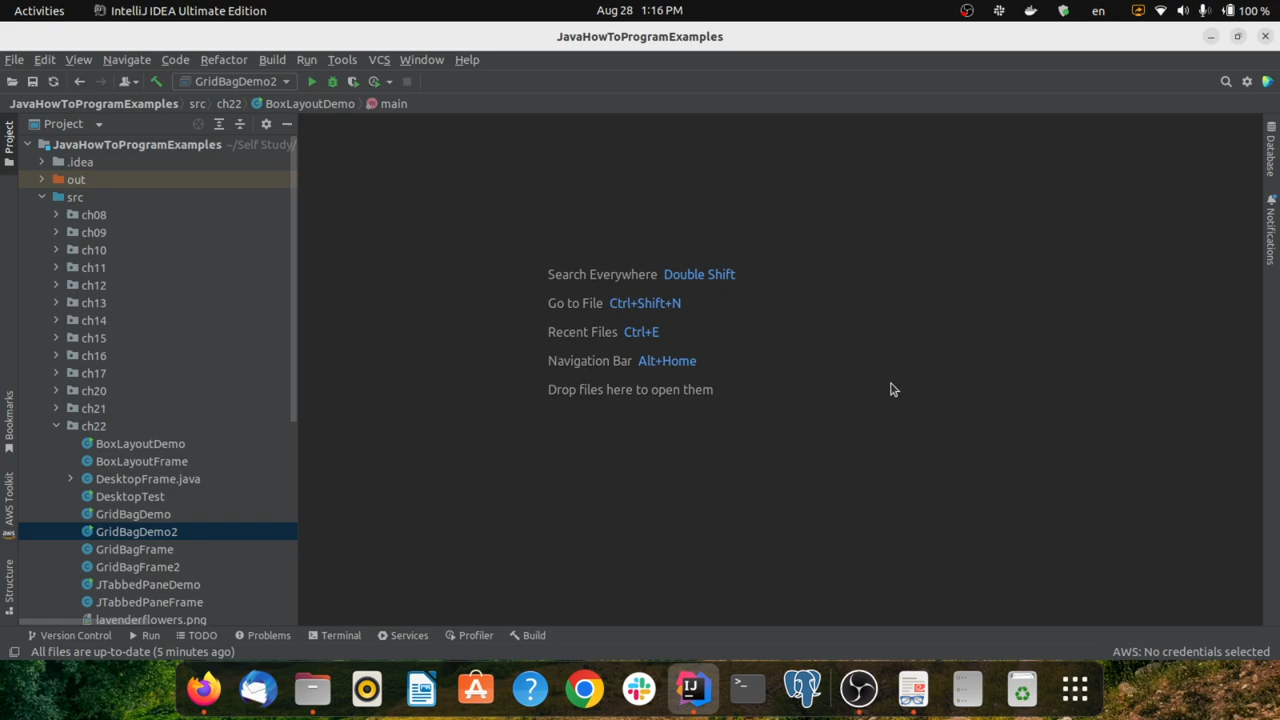 Activities
IntelliJ IDEA Ultimate Edition
Aug 28 1:16 PM
en
100 %
JavaHowToProgramExamples
File Edit View Navigate Code Refactor Build Run Tools VCS Window Help
GridBagDemo2
JavaHowToProgramExamples src ch22 BoxLayoutDemo main
Project
JavaHowToProgramExamples ~/Self Study/
.idea
out
src
ch08
ch09
ch10
ch11
ch12
ch13
ch14
ch15
ch16
ch17
ch20
ch21
ch22
BoxLayoutDemo
BoxLayoutFrame
DesktopFrame.java
DesktopTest
GridBagDemo
GridBagDemo2
GridBagFrame
GridBagFrame2
JTabbedPaneDemo
JTabbedPaneFrame
lavenderflowers.png
Project
Bookmarks
AWS Toolkit
aws
Structure
Search Everywhere Double Shift
Go to File Ctrl+Shift+N
Recent Files Ctrl+E
Navigation Bar Alt+Home
Drop files here to open them
Database
Notifications
Version Control Run TODO Problems Terminal Services Profiler Build
All files are up-to-date (5 minutes ago)
AWS: No credentials selected
IJ